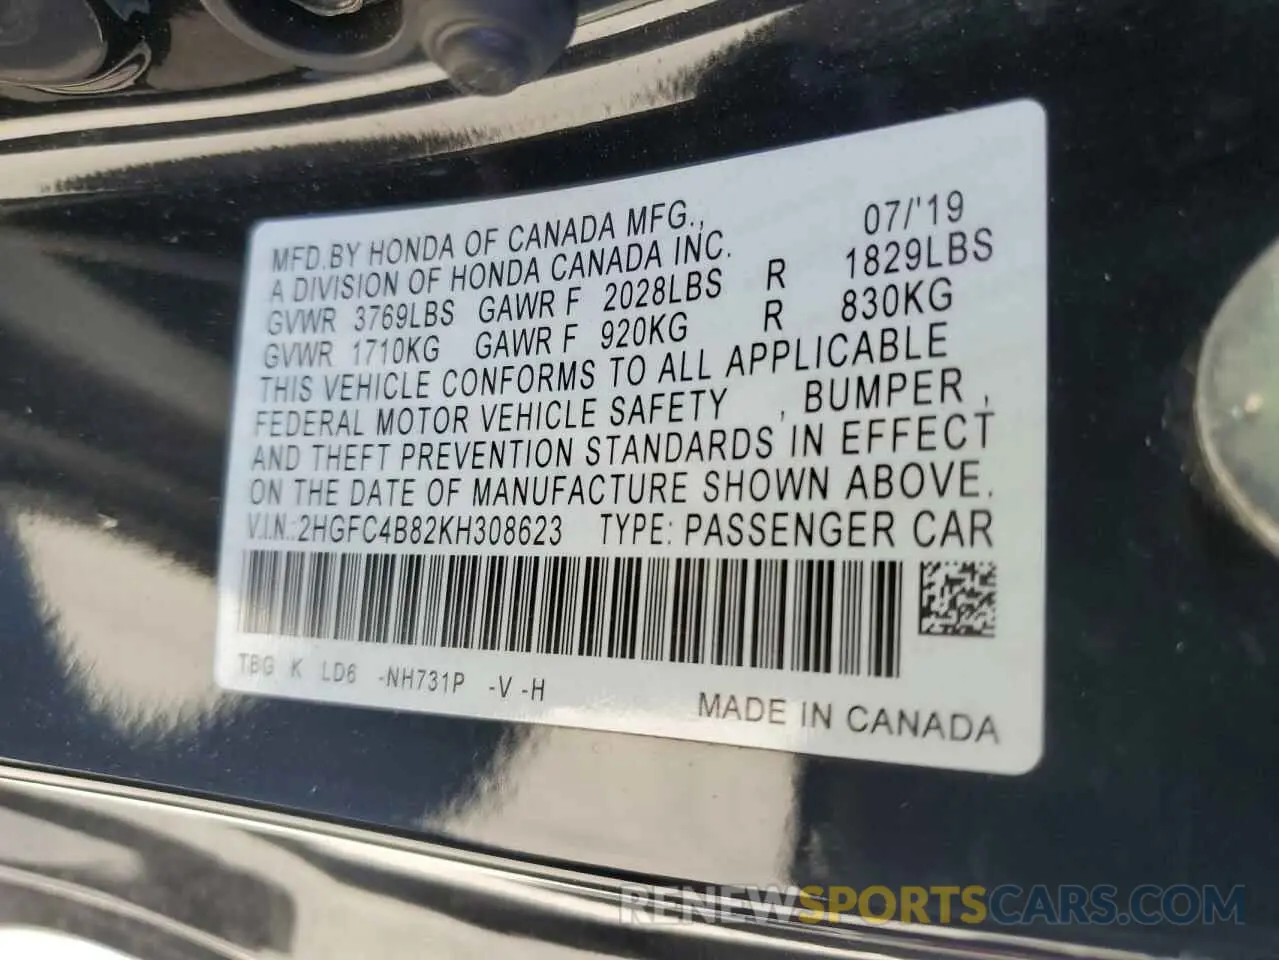 MFD.BY HONDA OF CANADA MFG., 07/'19
A DIVISION OF HONDA CANADA INC.
GVWR 3769LBS GAWR F 2028LBS R 1829LBS
GVWR 1710KG GAWR F 920KG R 830KG
THIS VEHICLE CONFORMS TO ALL APPLICABLE
FEDERAL MOTOR VEHICLE SAFETY , BUMPER ,
AND THEFT PREVENTION STANDARDS IN EFFECT
ON THE DATE OF MANUFACTURE SHOWN ABOVE.
V.I.N.:2HGFC4B82KH308623 TYPE: PASSENGER CAR
TBG K LD6 -NH731P -V -H
MADE IN CANADA
RENEWSPORTSCARS.COM